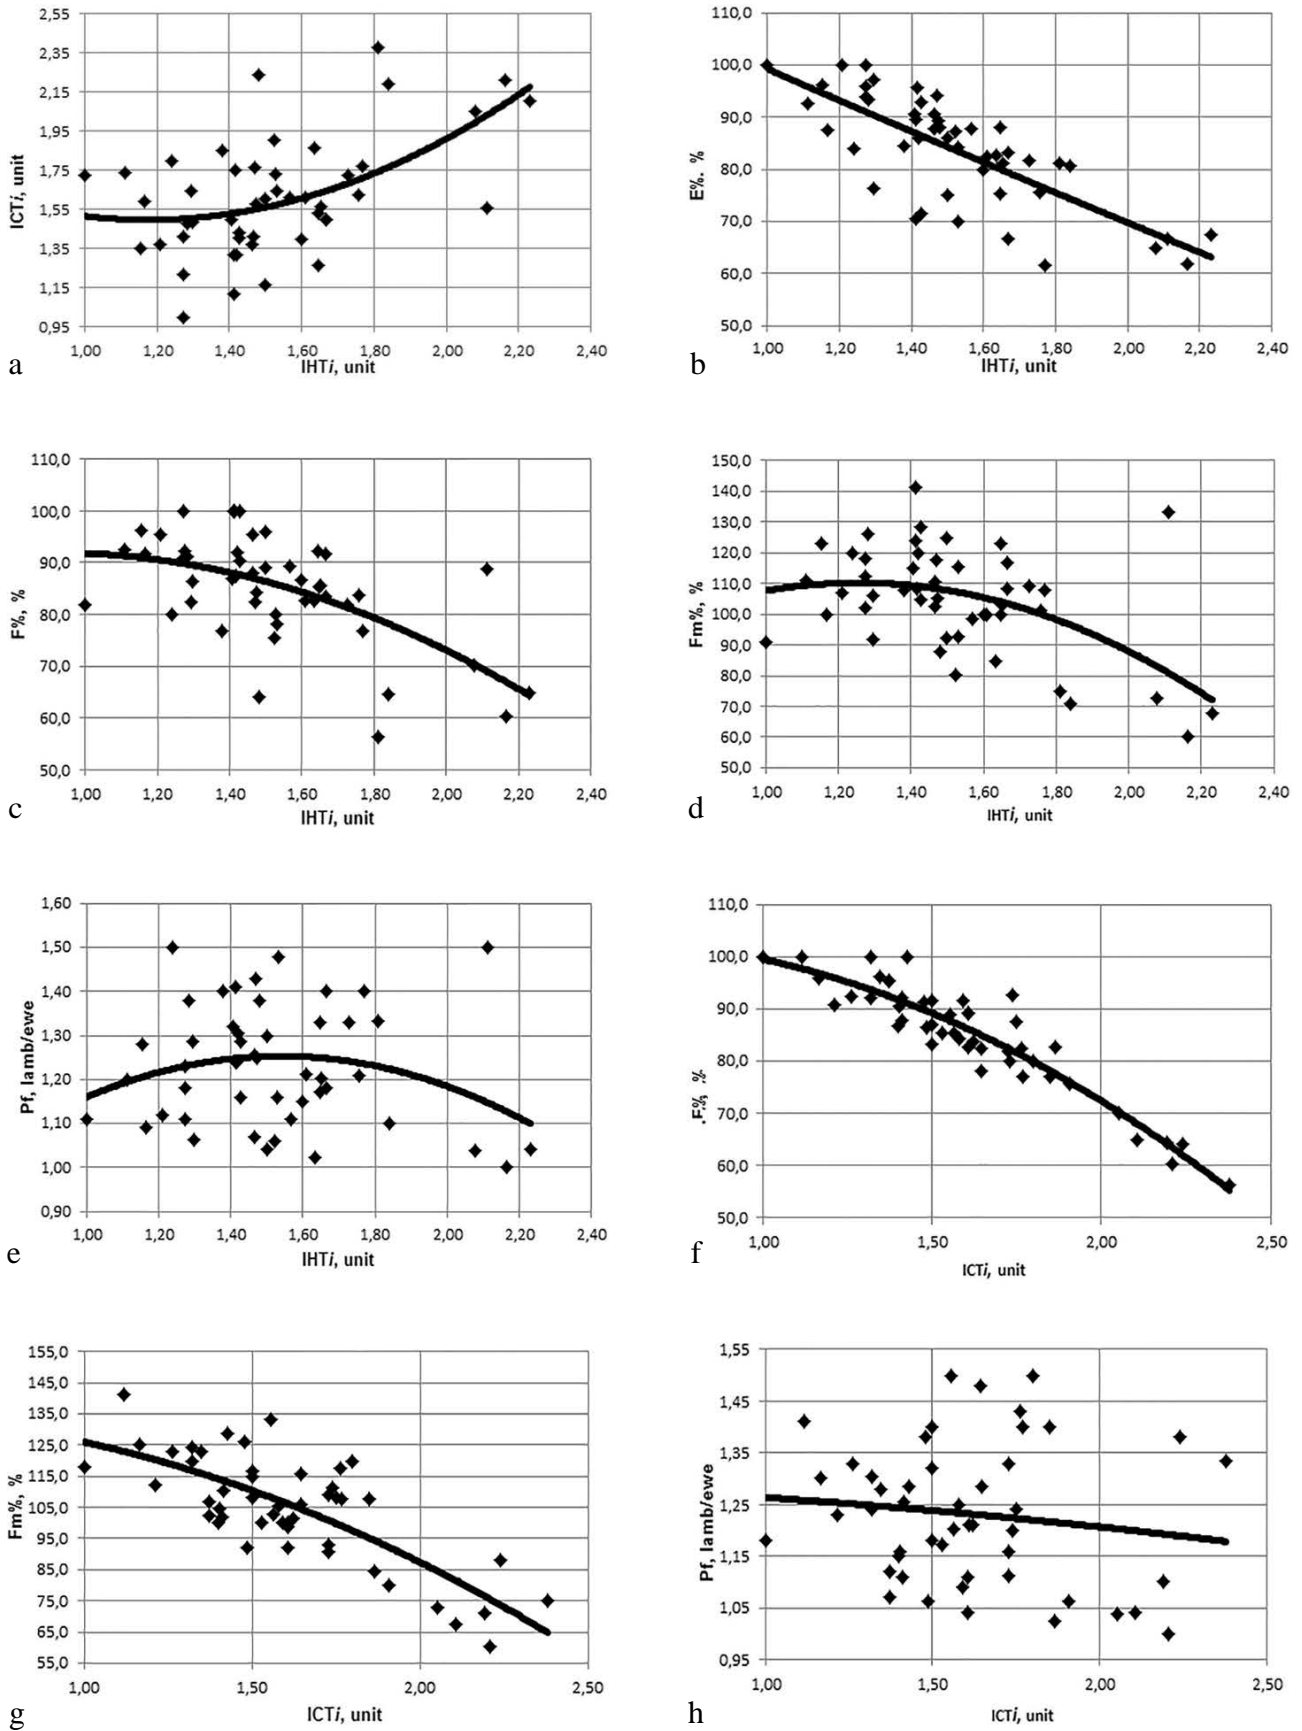 2,55
2,35
2,15
1,95
1,75
1,55
1,35
1,15
0,95
ICTi, unit
1,00 1,20 1,40 1,60 1,80 2,00 2,20 2,40
IHTi, unit
a
110,0
100,0
90,0
80,0
70,0
60,0
50,0
E%. %
1,00 1,20 1,40 1,60 1,80 2,00 2,20 2,40
IHTi, unit
b
110,0
100,0
90,0
80,0
70,0
60,0
50,0
F%, %
1,00 1,20 1,40 1,60 1,80 2,00 2,20 2,40
IHTi, unit
c
150,0
140,0
130,0
120,0
110,0
100,0
90,0
80,0
70,0
60,0
50,0
Fm%, %
1,00 1,20 1,40 1,60 1,80 2,00 2,20 2,40
IHTi, unit
d
1,60
1,50
1,40
1,30
1,20
1,10
1,00
0,90
Pf, lamb/ewe
1,00 1,20 1,40 1,60 1,80 2,00 2,20 2,40
IHTi, unit
e
110,0
100,0
90,0
80,0
70,0
60,0
50,0
F%, %
1,00 1,50 2,00 2,50
ICTi, unit
f
155,0
145,0
135,0
125,0
115,0
105,0
95,0
85,0
75,0
65,0
55,0
Fm%, %
1,00 1,50 2,00 2,50
ICTi, unit
g
1,55
1,45
1,35
1,25
1,15
1,05
0,95
Pf, lamb/ewe
1,00 1,50 2,00 2,50
ICTi, unit
h